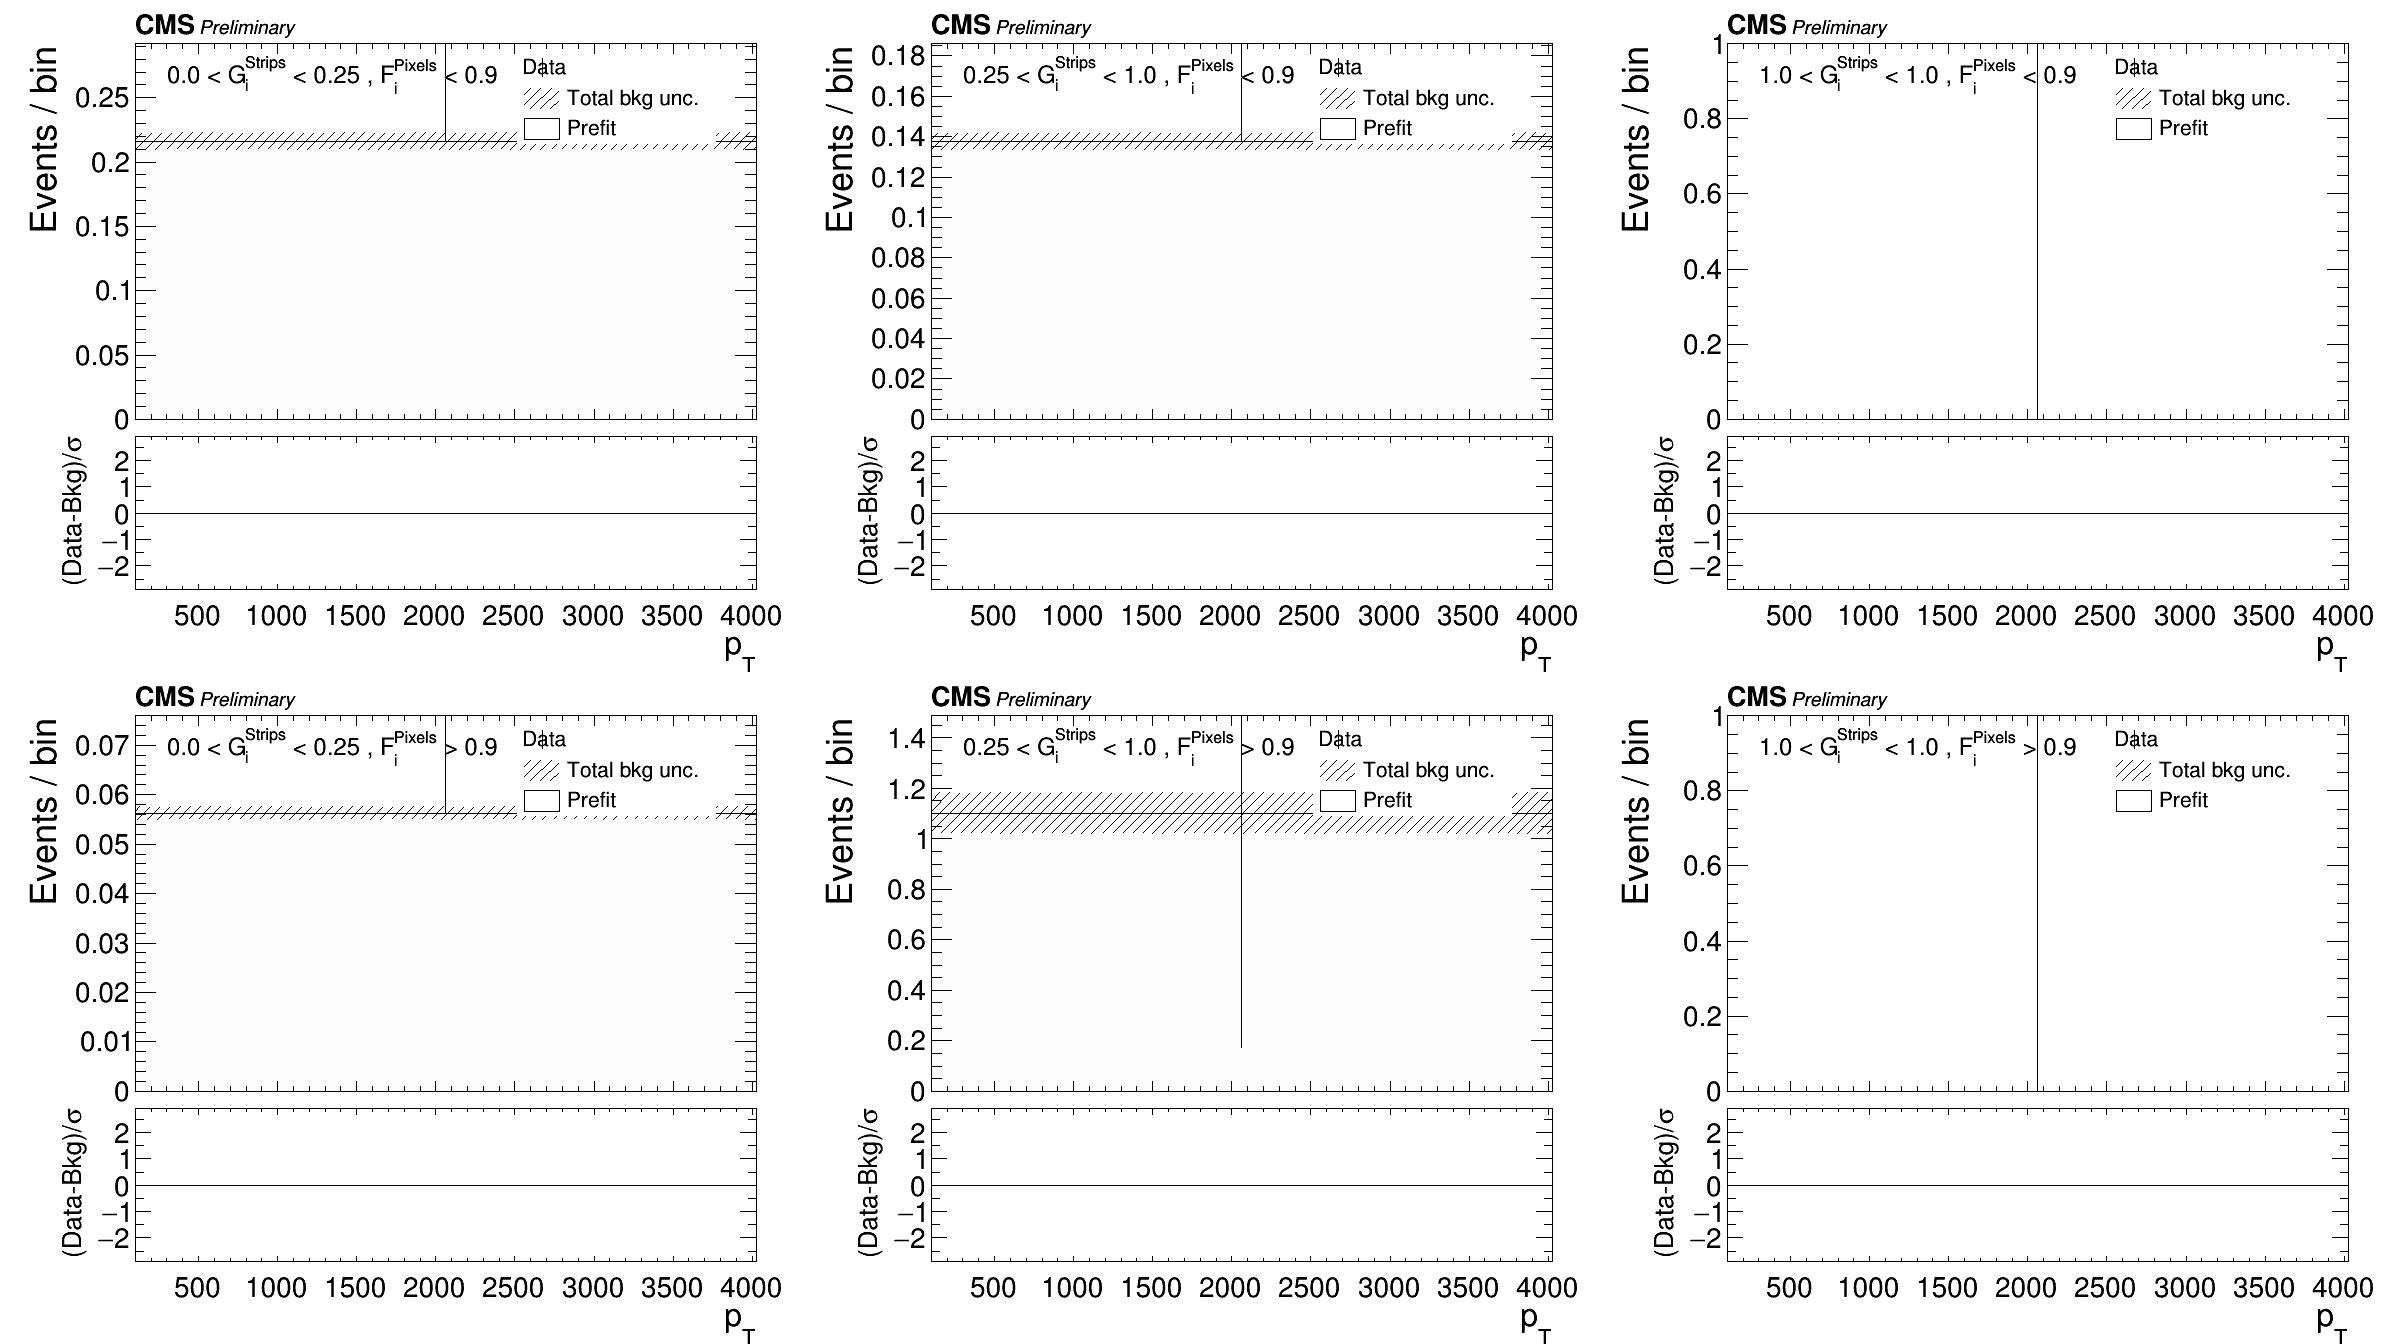 CMS Preliminary
Events / bin
0.0 < G_i^Strips < 0.25 , F_i^Pixels < 0.9
Data
Total bkg unc.
Prefit
0.25
0.2
0.15
0.1
0.05
0
(Data-Bkg)/σ
2
1
0
−1
−2
500 1000 1500 2000 2500 3000 3500 4000
p_T
CMS Preliminary
Events / bin
0.25 < G_i^Strips < 1.0 , F_i^Pixels < 0.9
Data
Total bkg unc.
Prefit
0.18
0.16
0.14
0.12
0.1
0.08
0.06
0.04
0.02
0
(Data-Bkg)/σ
2
1
0
−1
−2
500 1000 1500 2000 2500 3000 3500 4000
p_T
CMS Preliminary
Events / bin
1.0 < G_i^Strips < 1.0 , F_i^Pixels < 0.9
Data
Total bkg unc.
Prefit
1
0.8
0.6
0.4
0.2
0
(Data-Bkg)/σ
2
1
0
−1
−2
500 1000 1500 2000 2500 3000 3500 4000
p_T
CMS Preliminary
Events / bin
0.0 < G_i^Strips < 0.25 , F_i^Pixels > 0.9
Data
Total bkg unc.
Prefit
0.07
0.06
0.05
0.04
0.03
0.02
0.01
0
(Data-Bkg)/σ
2
1
0
−1
−2
500 1000 1500 2000 2500 3000 3500 4000
p_T
CMS Preliminary
Events / bin
0.25 < G_i^Strips < 1.0 , F_i^Pixels > 0.9
Data
Total bkg unc.
Prefit
1.4
1.2
1
0.8
0.6
0.4
0.2
0
(Data-Bkg)/σ
2
1
0
−1
−2
500 1000 1500 2000 2500 3000 3500 4000
p_T
CMS Preliminary
Events / bin
1.0 < G_i^Strips < 1.0 , F_i^Pixels > 0.9
Data
Total bkg unc.
Prefit
1
0.8
0.6
0.4
0.2
0
(Data-Bkg)/σ
2
1
0
−1
−2
500 1000 1500 2000 2500 3000 3500 4000
p_T